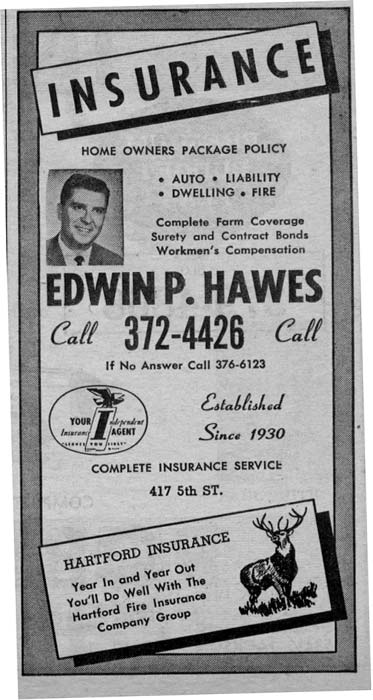 INSURANCE
HOME OWNERS PACKAGE POLICY
• AUTO • LIABILITY
• DWELLING • FIRE
Complete Farm Coverage
Surety and Contract Bonds
Workmen's Compensation
EDWIN P. HAWES
Call 372-4426 Call
If No Answer Call 376-6123
YOUR Independent
Insurance AGENT
"SERVES YOU FIRST"
Established
Since 1930
COMPLETE INSURANCE SERVICE
417 5th ST.
HARTFORD INSURANCE
Year In and Year Out
You'll Do Well With The
Hartford Fire Insurance
Company Group